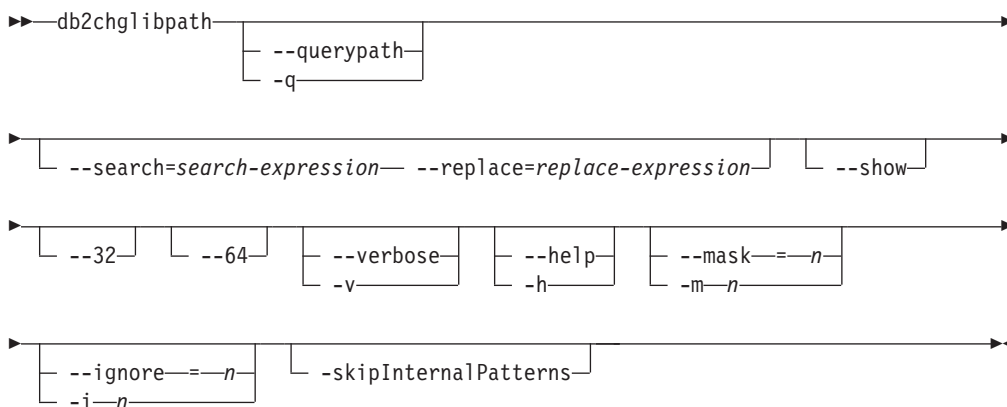 db2chglibpath
--querypath
-q
--search=search-expression --replace=replace-expression --show
--32 --64 --verbose --help --mask = n
-v -h -m n
--ignore = n -skipInternalPatterns
-i n